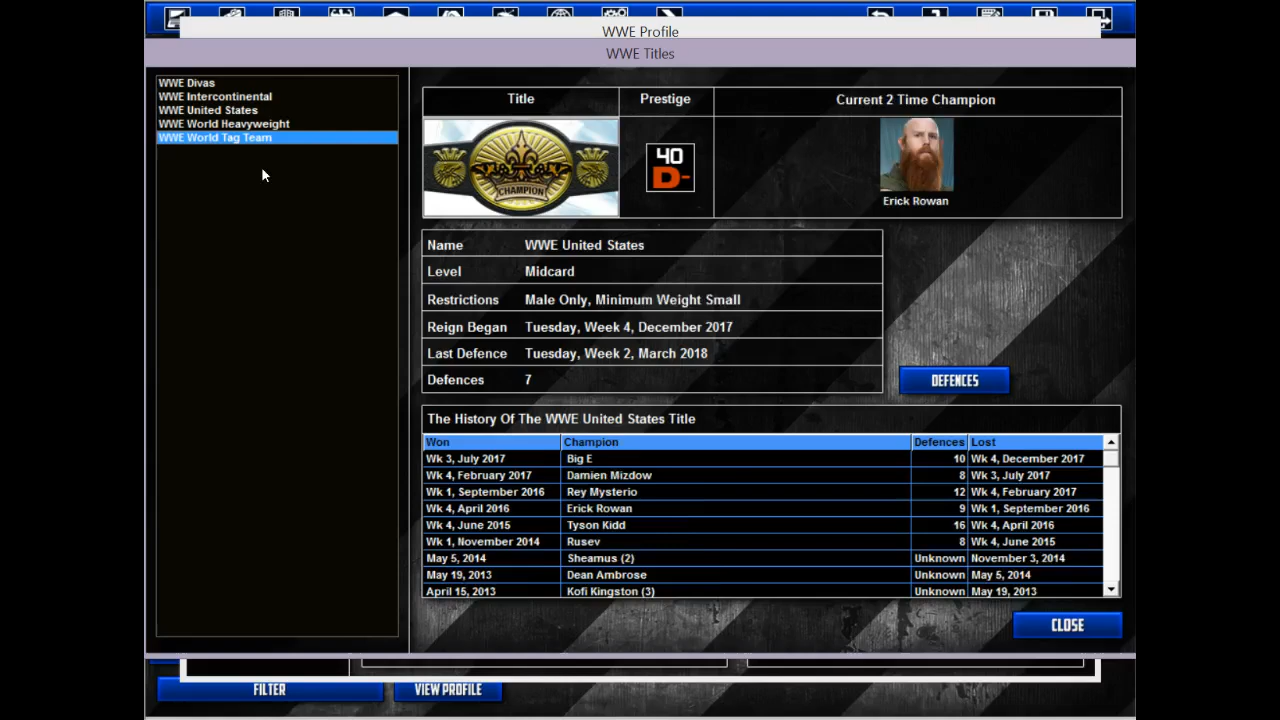 WWE Profile
WWE Titles
WWE Divas
WWE Intercontinental
WWE United States
WWE World Heavyweight
WWE World Tag Team
Title Prestige Current 2 Time Champion
CHAMPION
40
D-
Erick Rowan
Name WWE United States
Level Midcard
Restrictions Male Only, Minimum Weight Small
Reign Began Tuesday, Week 4, December 2017
Last Defence Tuesday, Week 2, March 2018
Defences 7
DEFENCES
The History Of The WWE United States Title
Won Champion Defences Lost
Wk 3, July 2017 Big E 10 Wk 4, December 2017
Wk 4, February 2017 Damien Mizdow 8 Wk 3, July 2017
Wk 1, September 2016 Rey Mysterio 12 Wk 4, February 2017
Wk 4, April 2016 Erick Rowan 9 Wk 1, September 2016
Wk 4, June 2015 Tyson Kidd 16 Wk 4, April 2016
Wk 1, November 2014 Rusev 8 Wk 4, June 2015
May 5, 2014 Sheamus (2) Unknown November 3, 2014
May 19, 2013 Dean Ambrose Unknown May 5, 2014
April 15, 2013 Kofi Kingston (3) Unknown May 19, 2013
CLOSE
FILTER VIEW PROFILE